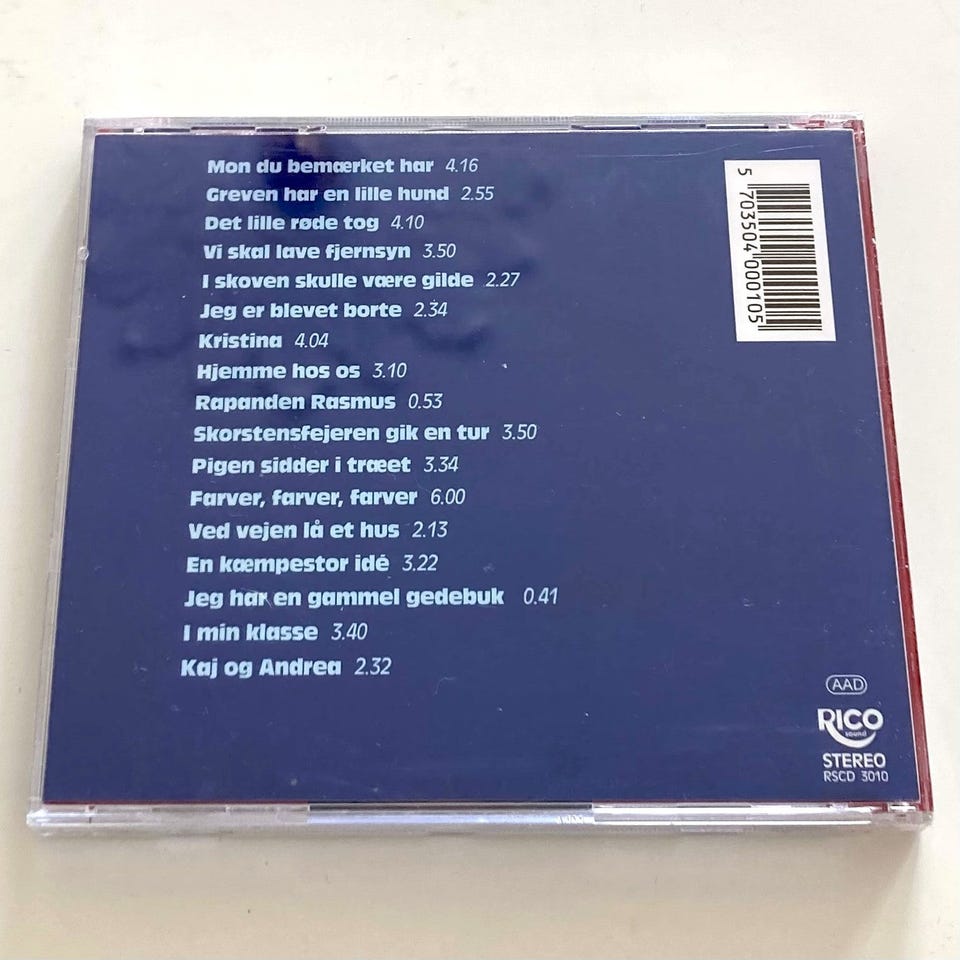 Mon du bemærket har 4.16
Greven har en lille hund 2.55
Det lille røde tog 4.10
Vi skal lave fjernsyn 3.50
I skoven skulle være gilde 2.27
Jeg er blevet borte 2.34
Kristina 4.04
Hjemme hos os 3.10
Rapanden Rasmus 0.53
Skorstensfejeren gik en tur 3.50
Pigen sidder i træet 3.34
Farver, farver, farver 6.00
Ved vejen lå et hus 2.13
En kæmpestor idé 3.22
Jeg har en gammel gedebuk 0.41
I min klasse 3.40
Kaj og Andrea 2.32
5 703504 000105
AAD
RICO
sound
STEREO
RSCD 3010